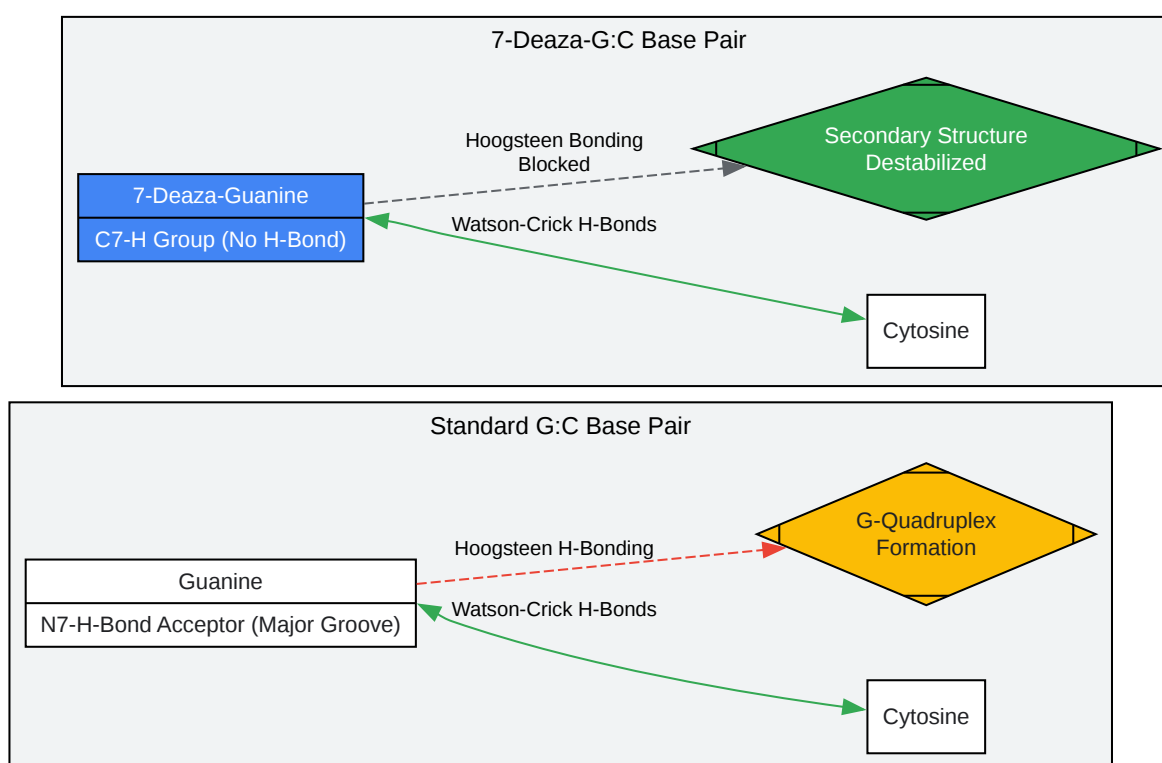 7-Deaza-G:C Base Pair
Hoogsteen Bonding
Blocked
Secondary Structure
Destabilized
7-Deaza-Guanine
C7-H Group (No H-Bond)
Watson-Crick H-Bonds
Cytosine
Standard G:C Base Pair
Hoogsteen H-Bonding
G-Quadruplex
Formation
Guanine
N7-H-Bond Acceptor (Major Groove)
Watson-Crick H-Bonds
Cytosine